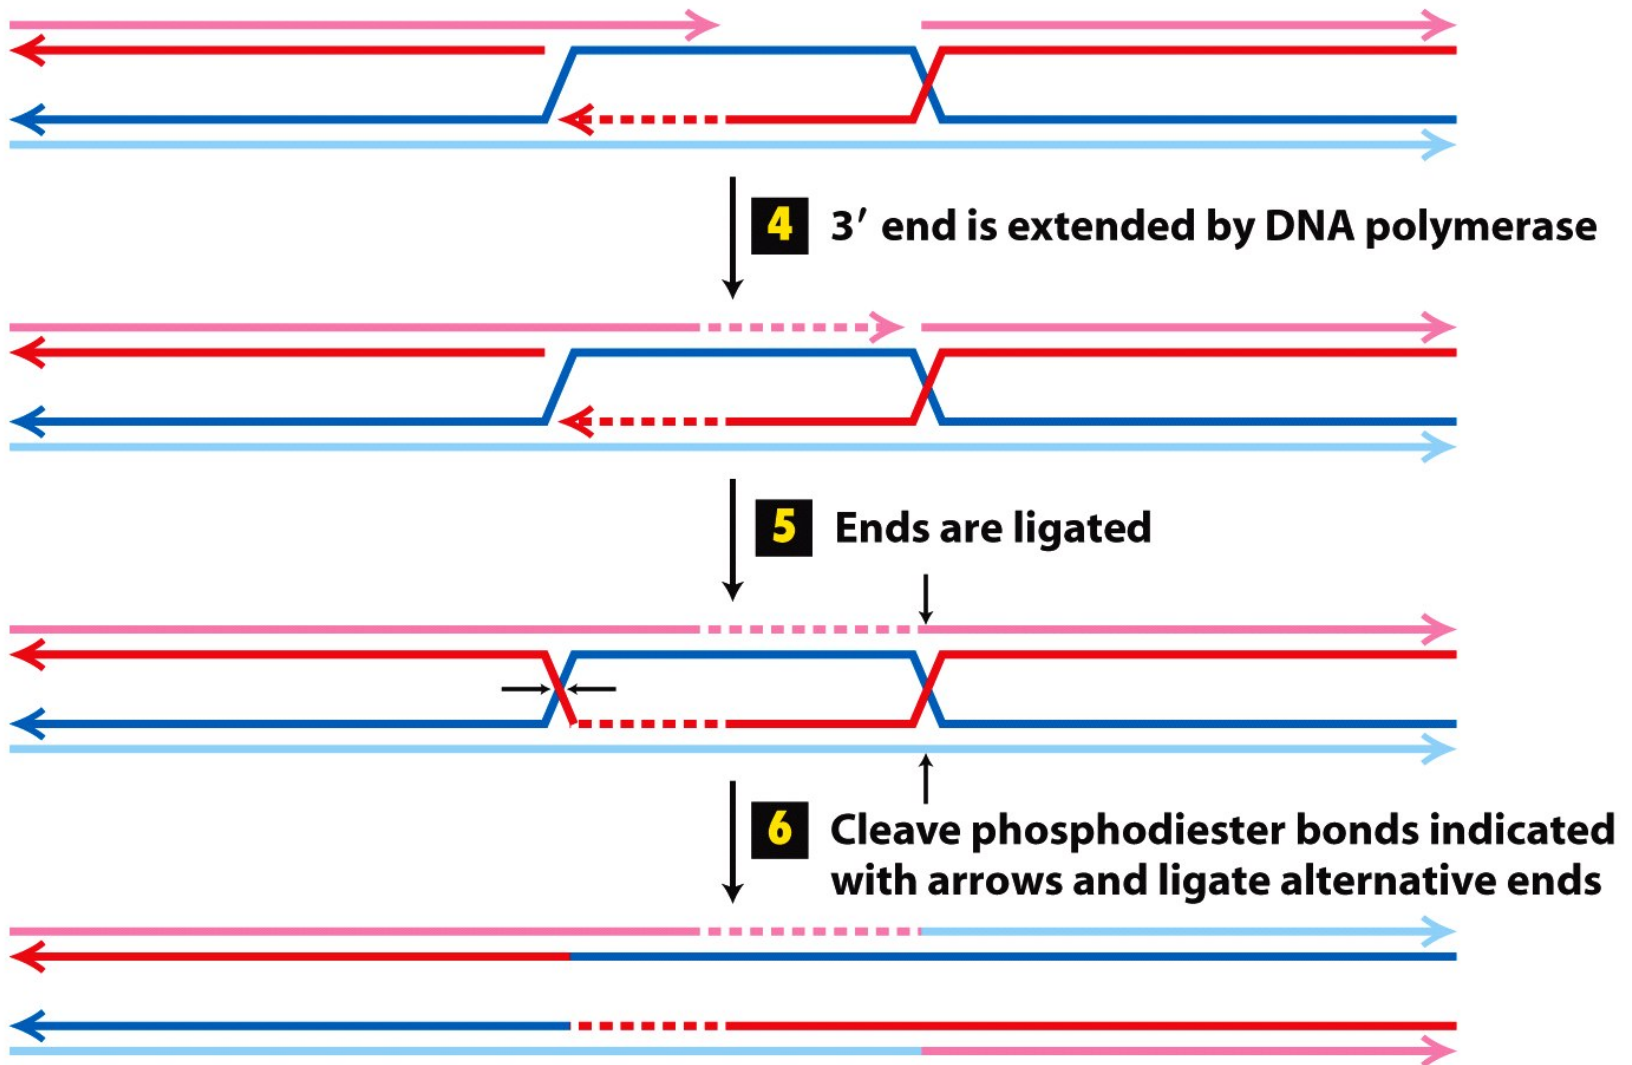 4 3′ end is extended by DNA polymerase
5 Ends are ligated
6 Cleave phosphodiester bonds indicated
with arrows and ligate alternative ends